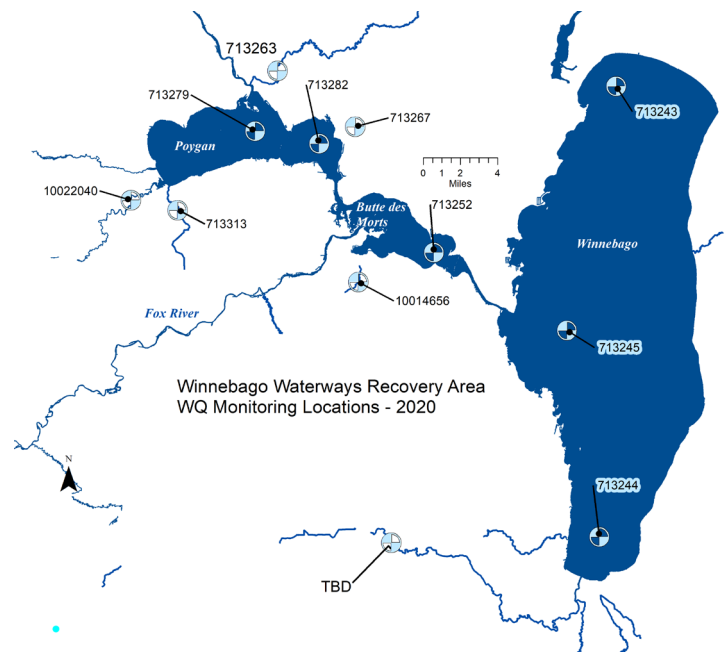 713263
713282
713279
713267
713243
Poygan
0 2 4
Miles
10022040
713313
Butte des
Morts
713252
Winnebago
10014656
Fox River
713245
Winnebago Waterways Recovery Area
WQ Monitoring Locations - 2020
N
713244
TBD